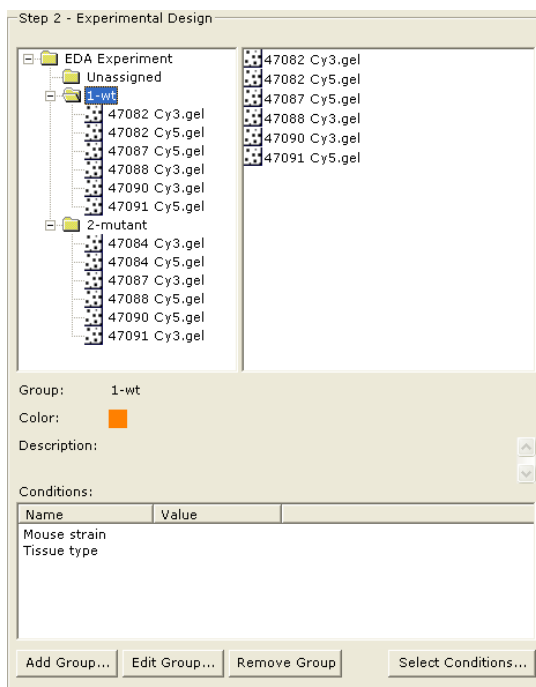 Step 2 - Experimental Design
EDA Experiment
Unassigned
1-wt
47082 Cy3.gel
47082 Cy5.gel
47087 Cy5.gel
47088 Cy3.gel
47090 Cy3.gel
47091 Cy5.gel
2-mutant
47084 Cy3.gel
47084 Cy5.gel
47087 Cy3.gel
47088 Cy5.gel
47090 Cy5.gel
47091 Cy3.gel
47082 Cy3.gel
47082 Cy5.gel
47087 Cy5.gel
47088 Cy3.gel
47090 Cy3.gel
47091 Cy5.gel
Group: 1-wt
Color:
Description:
Conditions:
Name Value
Mouse strain
Tissue type
Add Group... Edit Group... Remove Group Select Conditions...